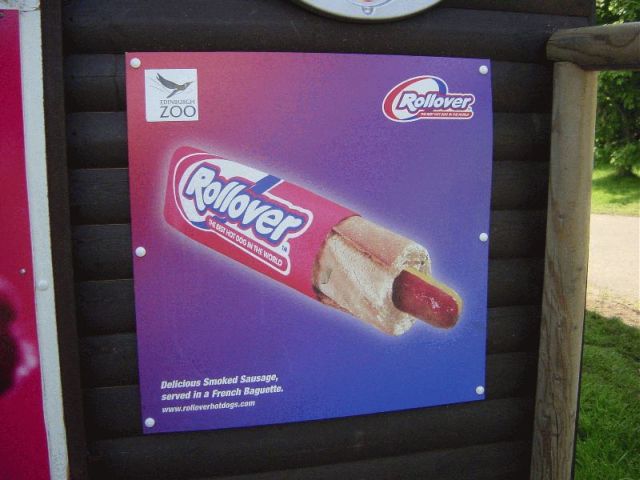 EDINBURGH
ZOO
Rollover
THE BEST HOT DOG IN THE WORLD
Rollover
THE BEST HOT DOG IN THE WORLD
Delicious Smoked Sausage,
served in a French Baguette.
www.rolloverhotdogs.com